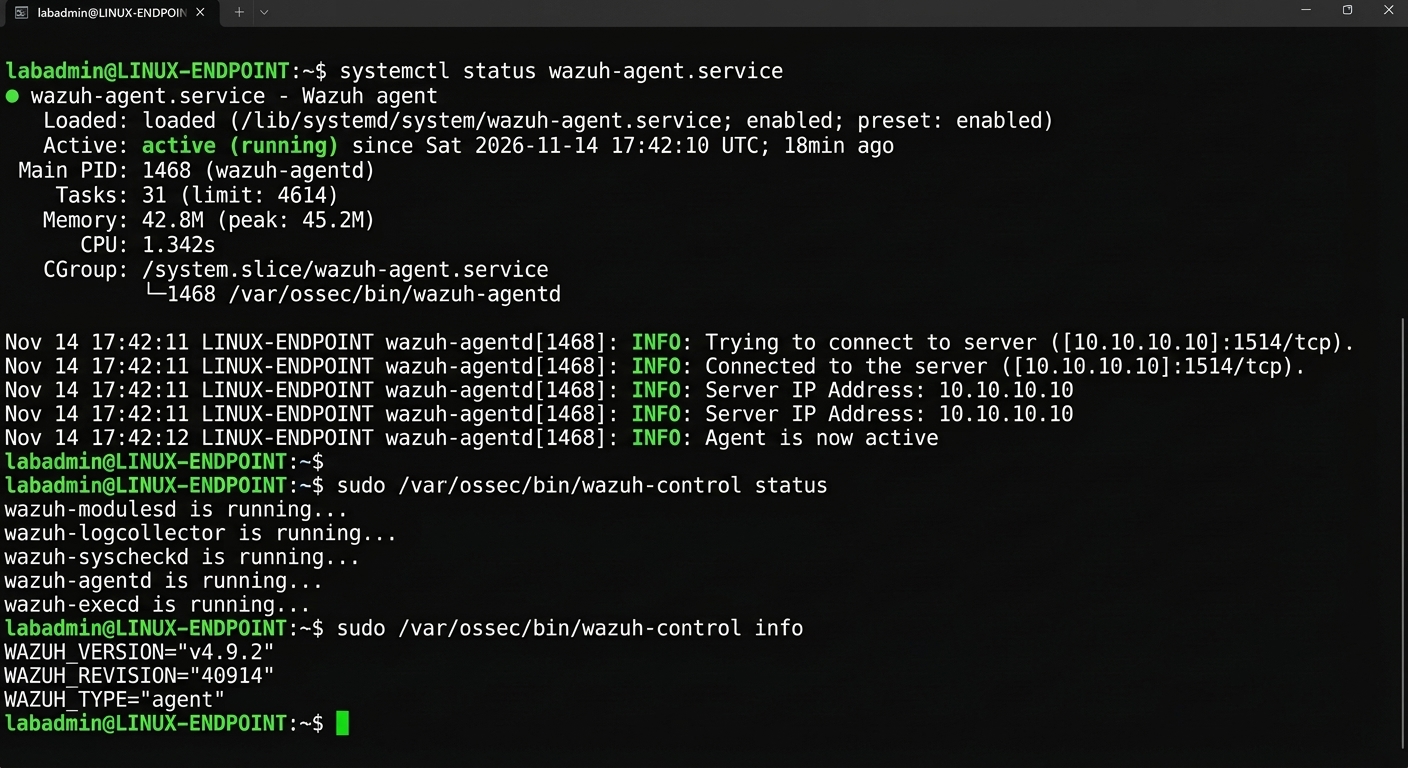 labadmin@LINUX-ENDPOIN
labadmin@LINUX-ENDPOINT:~$ systemctl status wazuh-agent.service
● wazuh-agent.service - Wazuh agent
Loaded: loaded (/lib/systemd/system/wazuh-agent.service; enabled; preset: enabled)
Active: active (running) since Sat 2026-11-14 17:42:10 UTC; 18min ago
Main PID: 1468 (wazuh-agentd)
Tasks: 31 (limit: 4614)
Memory: 42.8M (peak: 45.2M)
CPU: 1.342s
CGroup: /system.slice/wazuh-agent.service
└─1468 /var/ossec/bin/wazuh-agentd
Nov 14 17:42:11 LINUX-ENDPOINT wazuh-agentd[1468]: INFO: Trying to connect to server ([10.10.10.10]:1514/tcp).
Nov 14 17:42:11 LINUX-ENDPOINT wazuh-agentd[1468]: INFO: Connected to the server ([10.10.10.10]:1514/tcp).
Nov 14 17:42:11 LINUX-ENDPOINT wazuh-agentd[1468]: INFO: Server IP Address: 10.10.10.10
Nov 14 17:42:11 LINUX-ENDPOINT wazuh-agentd[1468]: INFO: Server IP Address: 10.10.10.10
Nov 14 17:42:12 LINUX-ENDPOINT wazuh-agentd[1468]: INFO: Agent is now active
labadmin@LINUX-ENDPOINT:~$
labadmin@LINUX-ENDPOINT:~$ sudo /var/ossec/bin/wazuh-control status
wazuh-modulesd is running...
wazuh-logcollector is running...
wazuh-syscheckd is running...
wazuh-agentd is running...
wazuh-execd is running...
labadmin@LINUX-ENDPOINT:~$ sudo /var/ossec/bin/wazuh-control info
WAZUH_VERSION="v4.9.2"
WAZUH_REVISION="40914"
WAZUH_TYPE="agent"
labadmin@LINUX-ENDPOINT:~$